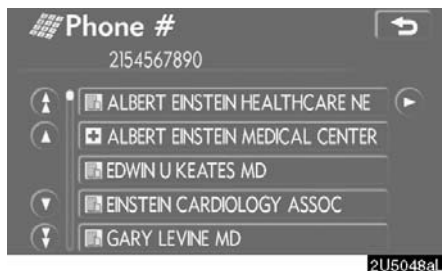 Phone #
2154567890
ALBERT EINSTEIN HEALTHCARE NE
ALBERT EINSTEIN MEDICAL CENTER
EDWIN U KEATES MD
EINSTEIN CARDIOLOGY ASSOC
GARY LEVINE MD
2U5048aL